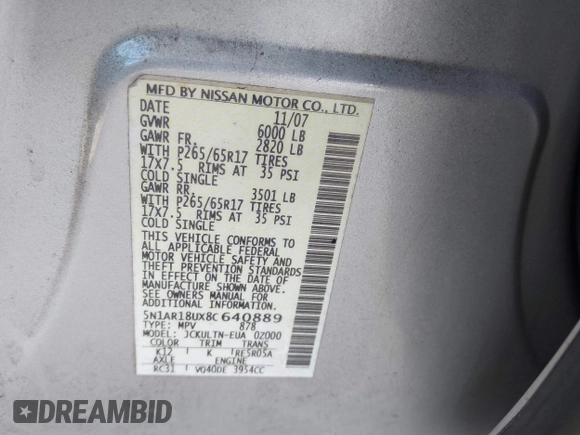 MFD BY NISSAN MOTOR CO., LTD.
DATE 11/07
GVWR 6000 LB
GAWR FR. 2820 LB
WITH P265/65R17 TIRES
17X7.5 RIMS AT 35 PSI
COLD SINGLE
GAWR RR. 3501 LB
WITH P265/65R17 TIRES
17X7.5 RIMS AT 35 PSI
COLD SINGLE
THIS VEHICLE CONFORMS TO
ALL APPLICABLE FEDERAL
MOTOR VEHICLE SAFETY AND
THEFT PREVENTION STANDARDS
IN EFFECT ON THE DATE OF
MANUFACTURE SHOWN ABOVE.
SEE OWNERS MANUAL FOR
ADDITIONAL INFORMATION.
5N1AR18UX8C640889
TYPE: MPV 878
MODEL: JCKULTN-EUA 02000
COLOR TRIM TRANS
K12 K RE5R05A
AXLE ENGINE
RC31 VQ40DE 3954CC
DREAMBID